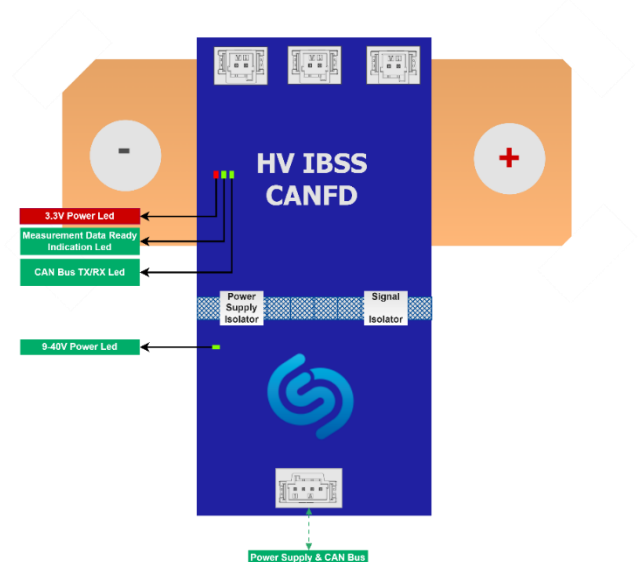 -
+
HV IBSS
CANFD
3.3V Power Led
Measurement Data Ready
Indication Led
CAN Bus TX/RX Led
Power
Supply
Isolator
Signal
Isolator
9-40V Power Led
Power Supply & CAN Bus